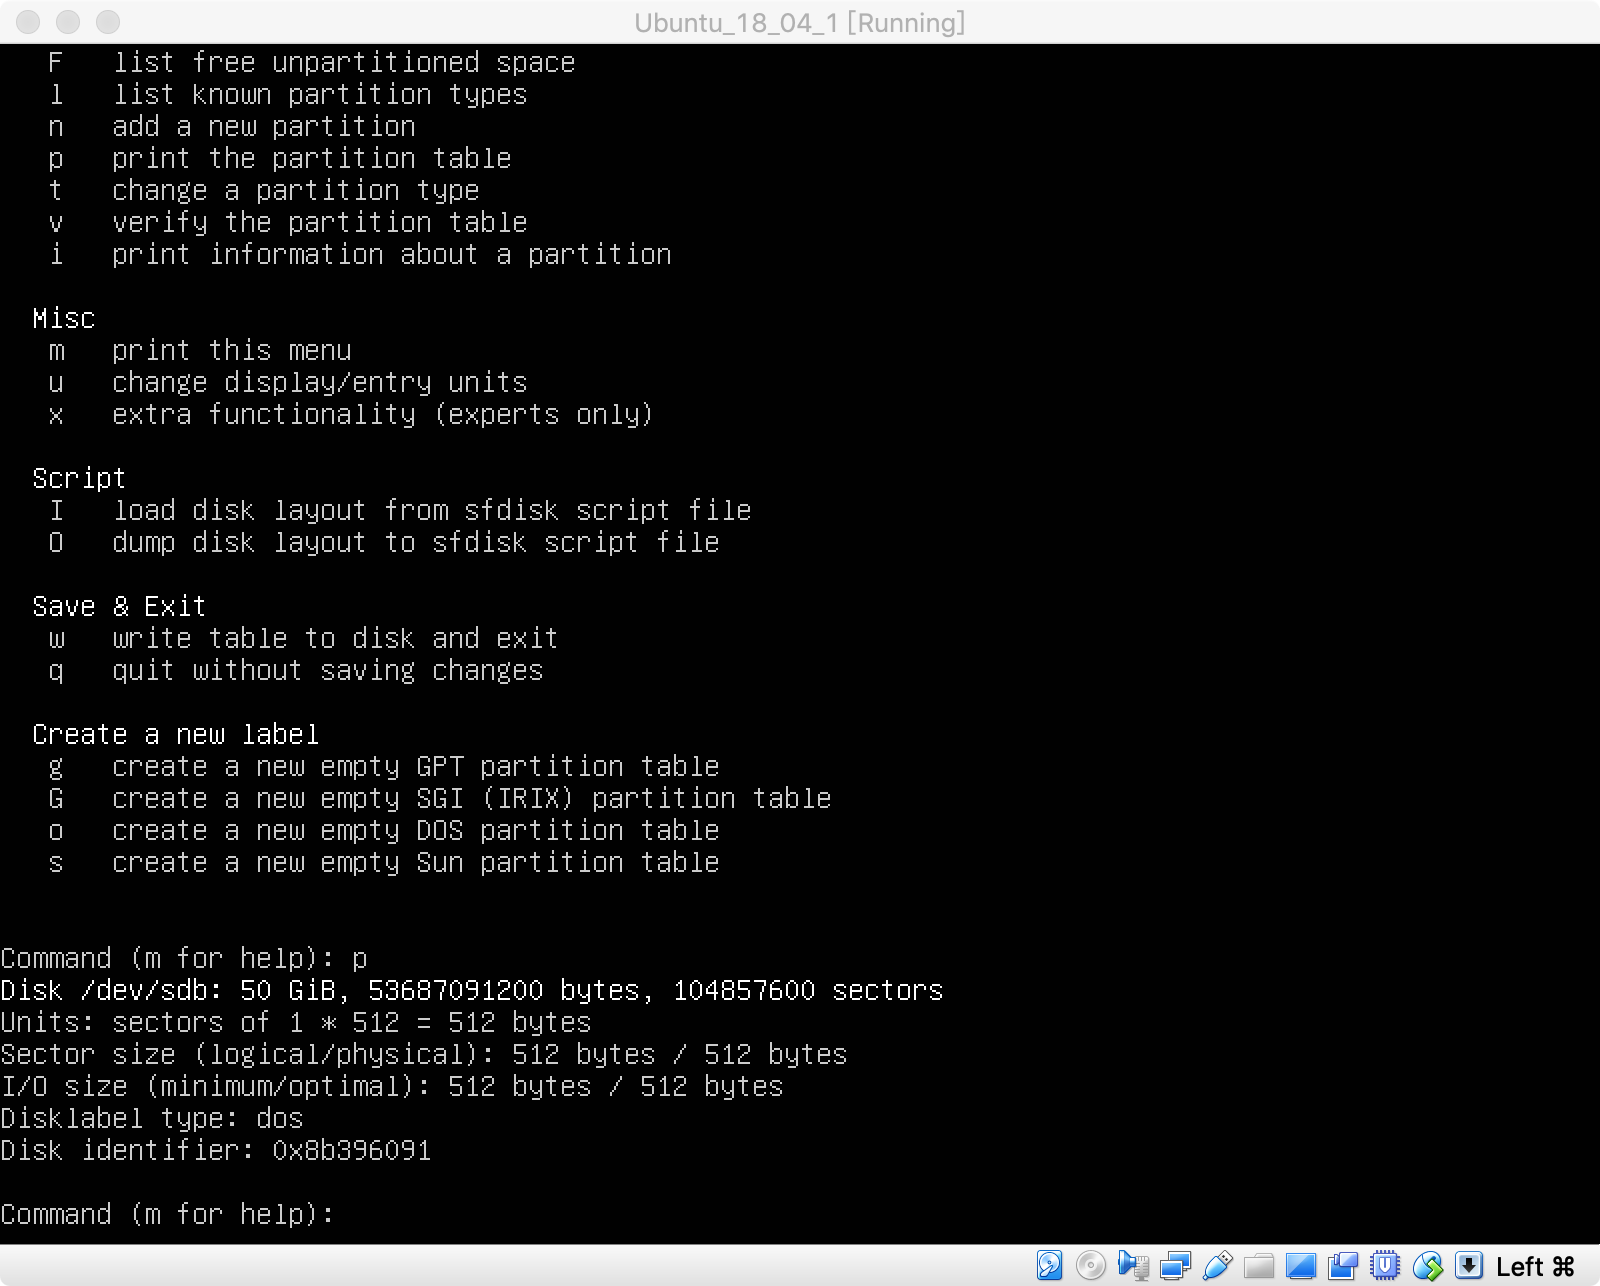 Ubuntu_18_04_1 [Running]
F list free unpartitioned space
l list known partition types
n add a new partition
p print the partition table
t change a partition type
v verify the partition table
i print information about a partition
Misc
m print this menu
u change display/entry units
x extra functionality (experts only)
Script
I load disk layout from sfdisk script file
O dump disk layout to sfdisk script file
Save & Exit
w write table to disk and exit
q quit without saving changes
Create a new label
g create a new empty GPT partition table
G create a new empty SGI (IRIX) partition table
o create a new empty DOS partition table
s create a new empty Sun partition table
Command (m for help): p
Disk /dev/sdb: 50 GiB, 53687091200 bytes, 104857600 sectors
Units: sectors of 1 * 512 = 512 bytes
Sector size (logical/physical): 512 bytes / 512 bytes
I/O size (minimum/optimal): 512 bytes / 512 bytes
Disklabel type: dos
Disk identifier: 0x8b396091
Command (m for help):
Left ⌘